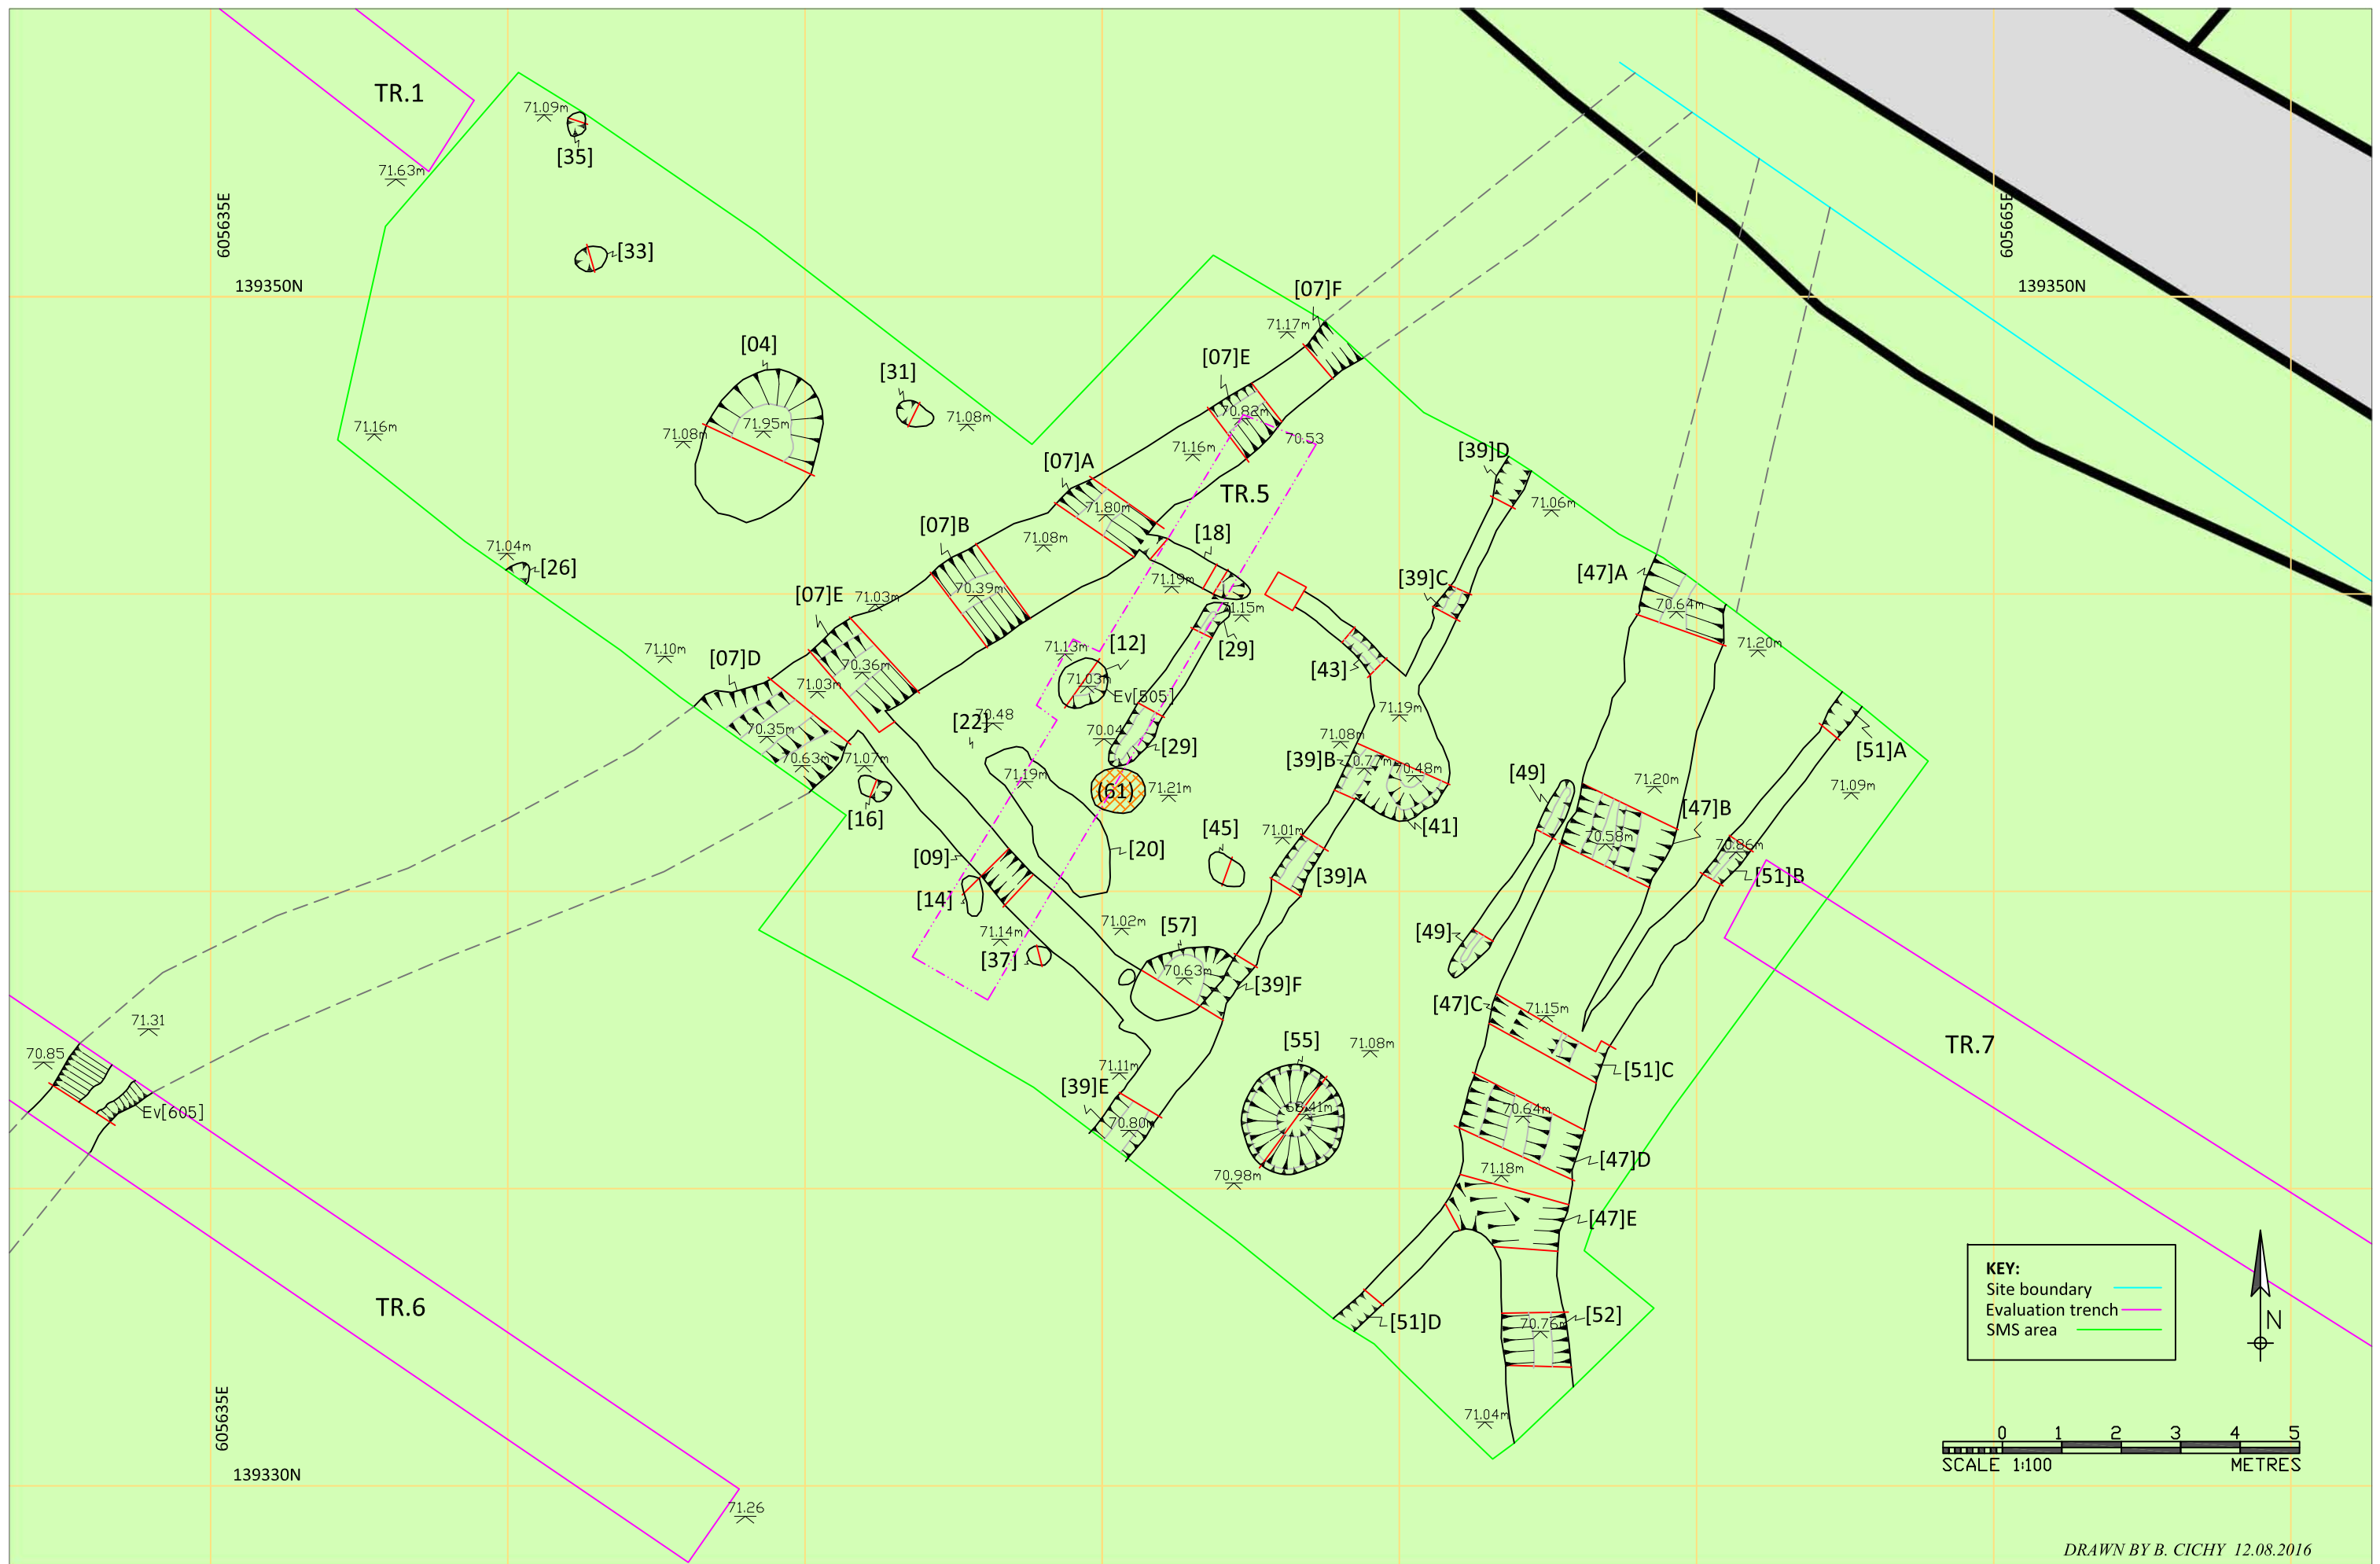 TR.1
71.09m
[35]
71.63m
605635E
605665E
[33]
139350N
139350N
[07]F
71.17m
[04]
[07]E
[31]
71.08m
70.82m
71.16m
71.08m
71.95m
70.53
71.16m
[39]D
[07]A
TR.5
71.80m
71.06m
[07]B
71.08m
[18]
71.04m
[26]
[47]A
[39]C
71.19m
70.39m
[07]E
71.03m
71.15m
70.64m
71.20m
[12]
71.13m
[29]
71.10m
[07]D
70.36m
[43]
71.03m
71.03m
Ev[505]
[22]
70.48
71.19m
70.35m
70.04
[29]
71.08m
[51]A
70.63m
71.07m
[39]B
70.77m
70.48m
71.19m
[49]
71.20m
(61)
71.21m
71.09m
[16]
[47]B
[41]
[45]
71.01m
70.58m
70.86m
[09]
[20]
[39]A
[51]B
[14]
71.02m
[57]
71.14m
[49]
[37]
70.63m
[39]F
[47]C
71.15m
71.31
[55]
71.08m
TR.7
70.85
71.11m
[51]C
[39]E
Ev[605]
70.80m
68.41m
70.64m
[47]D
70.98m
71.18m
[47]E
KEY:
Site boundary
Evaluation trench
SMS area
N
TR.6
[51]D
[52]
70.76m
605635E
71.04m
0 1 2 3 4 5
SCALE 1:100 METRES
139330N
71.26
DRAWN BY B. CICHY 12.08.2016